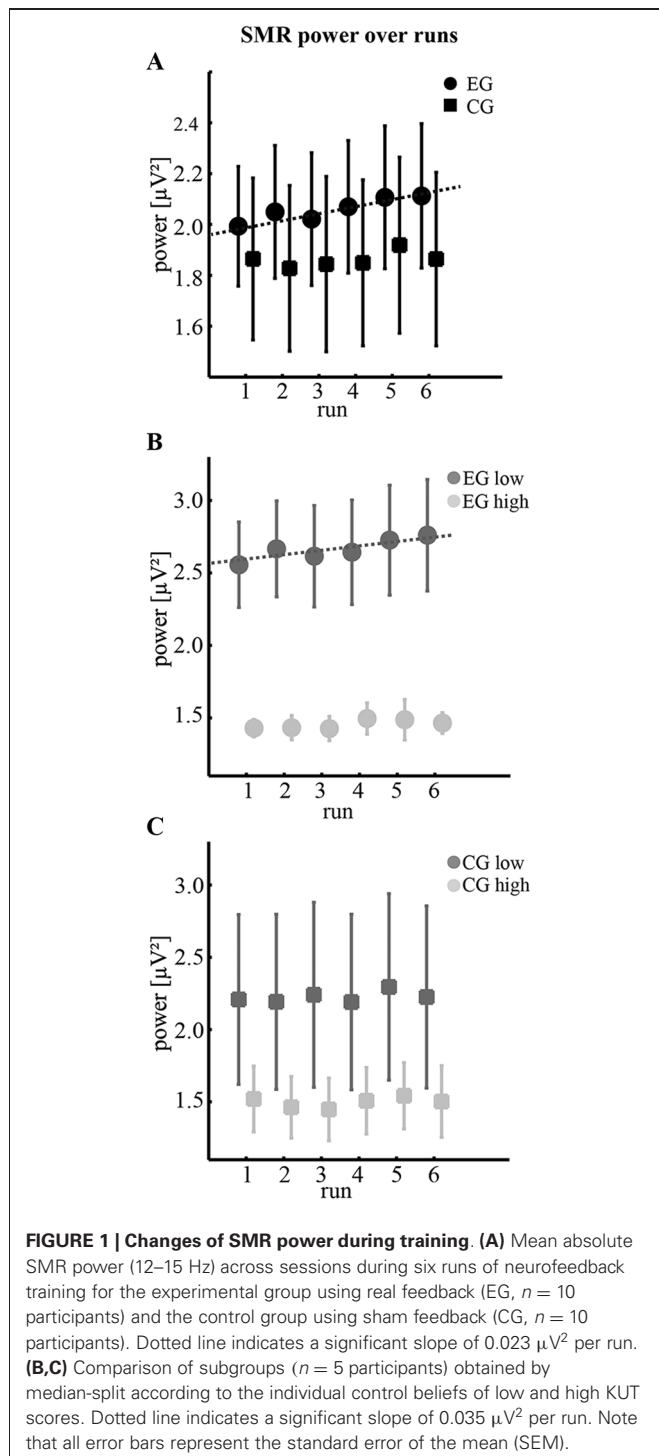 SMR power over runs
A
EG
CG
2.4
2.2
2.0
1.8
1.6
power [µV²]
1 2 3 4 5 6
run
B
EG low
EG high
3.0
2.5
2.0
1.5
power [µV²]
1 2 3 4 5 6
run
C
CG low
CG high
3.0
2.5
2.0
1.5
power [µV²]
1 2 3 4 5 6
run
FIGURE 1 | Changes of SMR power during training. (A) Mean absolute
SMR power (12–15 Hz) across sessions during six runs of neurofeedback
training for the experimental group using real feedback (EG, n = 10
participants) and the control group using sham feedback (CG, n = 10
participants). Dotted line indicates a significant slope of 0.023 µV² per run.
(B,C) Comparison of subgroups (n = 5 participants) obtained by
median-split according to the individual control beliefs of low and high KUT
scores. Dotted line indicates a significant slope of 0.035 µV² per run. Note
that all error bars represent the standard error of the mean (SEM).